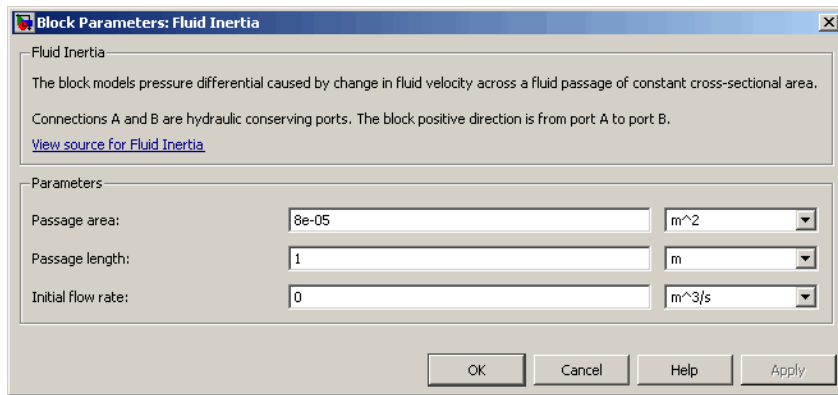 Block Parameters: Fluid Inertia
Fluid Inertia
The block models pressure differential caused by change in fluid velocity across a fluid passage of constant cross-sectional area.
Connections A and B are hydraulic conserving ports. The block positive direction is from port A to port B.
View source for Fluid Inertia
Parameters
Passage area: 8e-05 m^2
Passage length: 1 m
Initial flow rate: 0 m^3/s
OK Cancel Help Apply